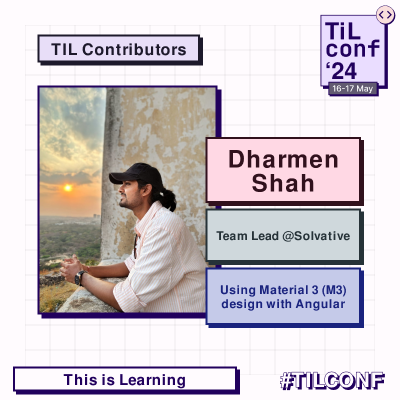 TIL Contributors
TiL
conf
‘24
16-17 May
Dharmen
Shah
Team Lead @Solvative
Using Material 3 (M3)
design with Angular
This is Learning
#TILCONF